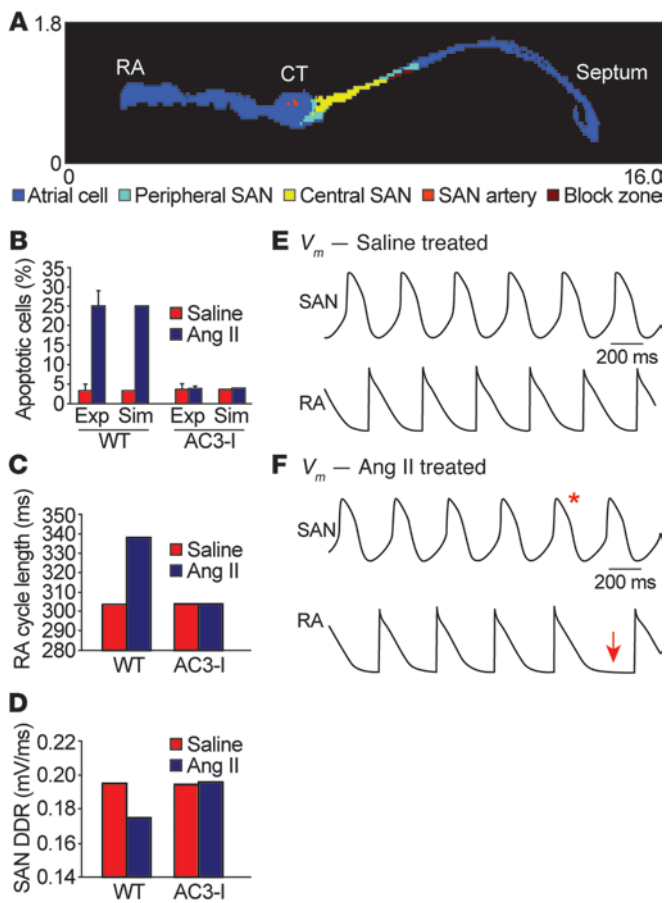 A
1.8
RA
CT
Septum
0
0
16.0
Atrial cell Peripheral SAN Central SAN SAN artery Block zone
B
Apoptotic cells (%)
35
30
25
20
15
10
5
0
Saline
Ang II
Exp Sim Exp Sim
WT AC3-I
C
RA cycle length (ms)
350
340
330
320
310
300
290
280
Saline
Ang II
WT AC3-I
D
SAN DDR (mV/ms)
0.22
0.20
0.18
0.16
0.14
Saline
Ang II
WT AC3-I
E Vm — Saline treated
SAN
200 ms
RA
F Vm — Ang II treated
SAN
*
200 ms
RA